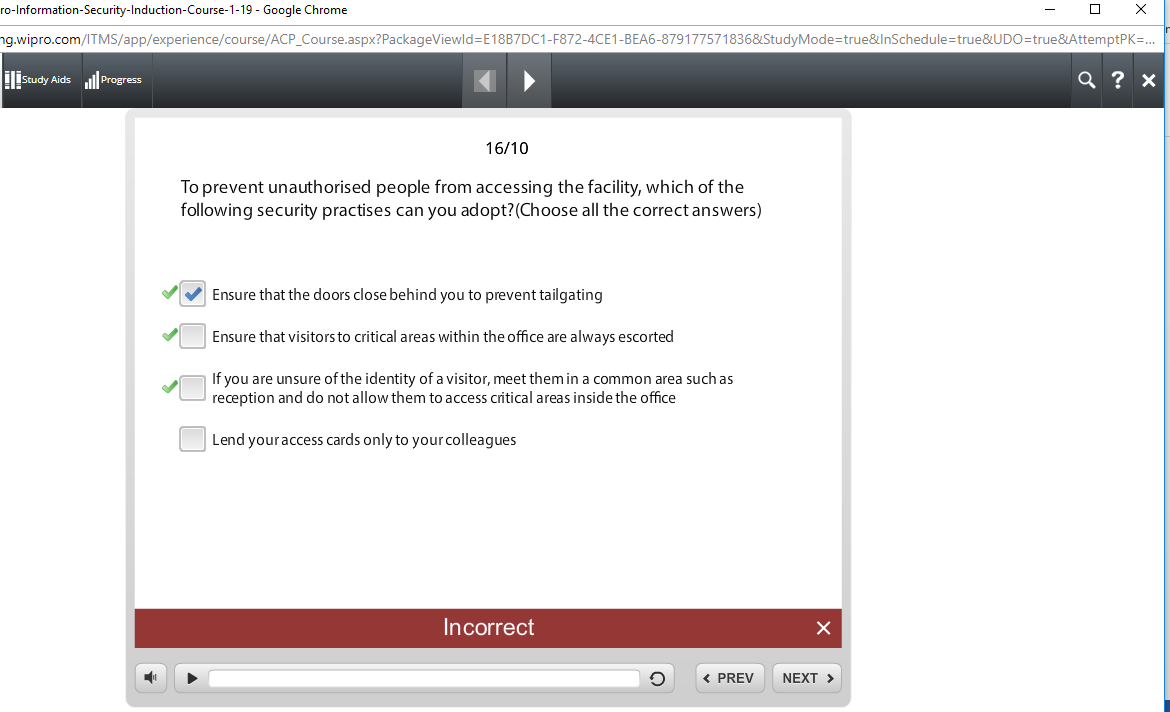 ro-Information-Security-Induction-Course-1-19 - Google Chrome
ng.wipro.com/ITMS/app/experience/course/ACP_Course.aspx?PackageViewId=E18B7DC1-F872-4CE1-BEA6-879177571836&StudyMode=true&InSchedule=true&UDO=true&AttemptPK=...
Study Aids Progress ?
16/10
To prevent unauthorised people from accessing the facility, which of the
following security practises can you adopt?(Choose all the correct answers)
Ensure that the doors close behind you to prevent tailgating
Ensure that visitors to critical areas within the office are always escorted
If you are unsure of the identity of a visitor, meet them in a common area such as
reception and do not allow them to access critical areas inside the office
Lend your access cards only to your colleagues
Incorrect
PREV NEXT